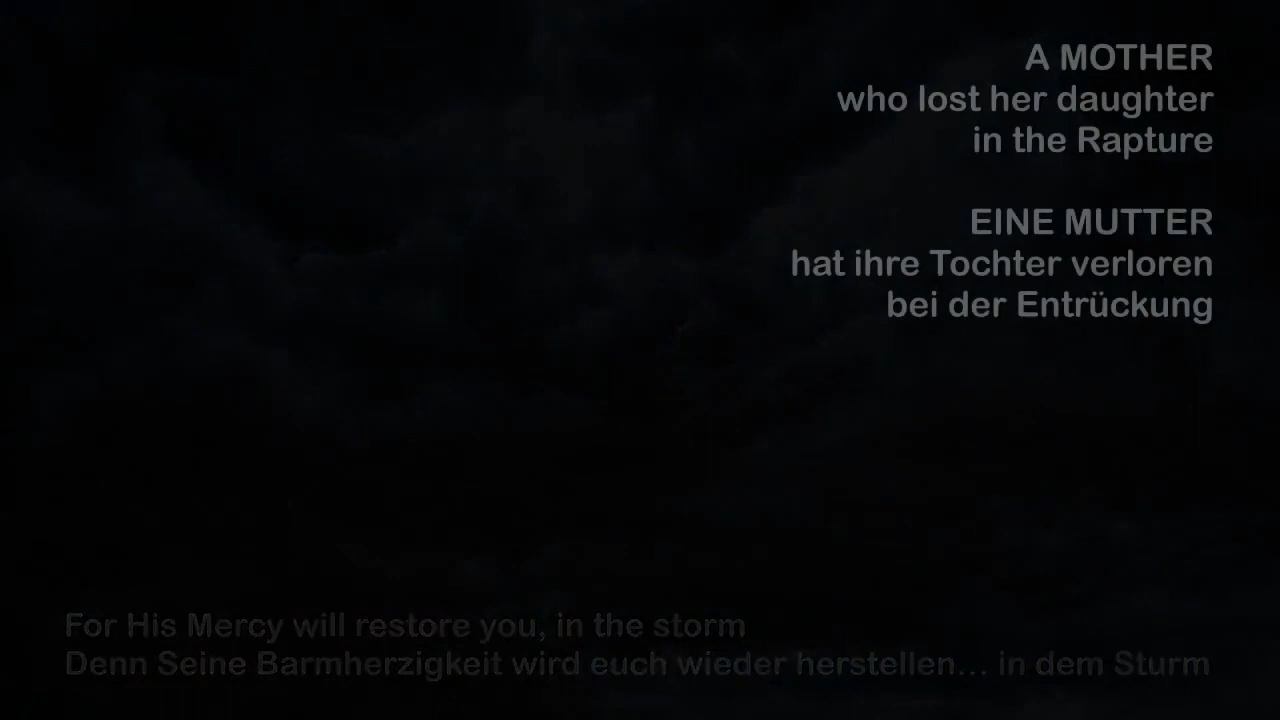 A MOTHER
who lost her daughter
in the Rapture
EINE MUTTER
hat ihre Tochter verloren
bei der Entrückung
For His Mercy will restore you, in the storm
Denn Seine Barmherzigkeit wird euch wieder herstellen... in dem Sturm